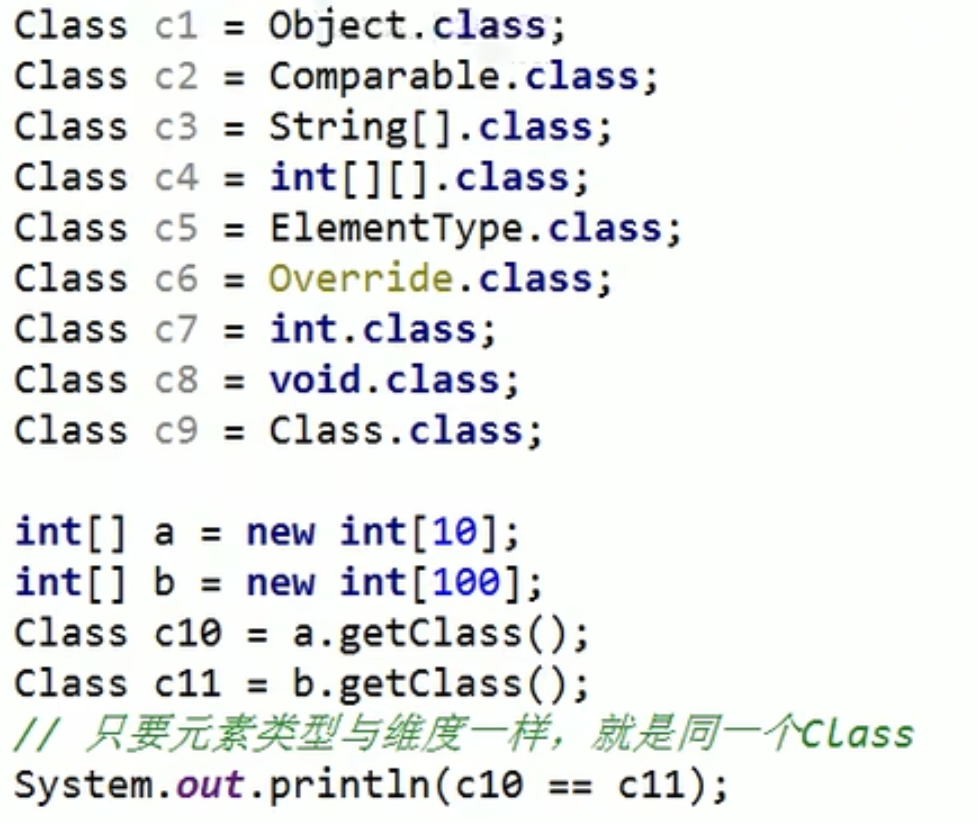 Class c1 = Object.class;
Class c2 = Comparable.class;
Class c3 = String[].class;
Class c4 = int[][].class;
Class c5 = ElementType.class;
Class c6 = Override.class;
Class c7 = int.class;
Class c8 = void.class;
Class c9 = Class.class;
int[] a = new int[10];
int[] b = new int[100];
Class c10 = a.getClass();
Class c11 = b.getClass();
// 只要元素类型与维度一样，就是同一个Class
System.out.println(c10 == c11);